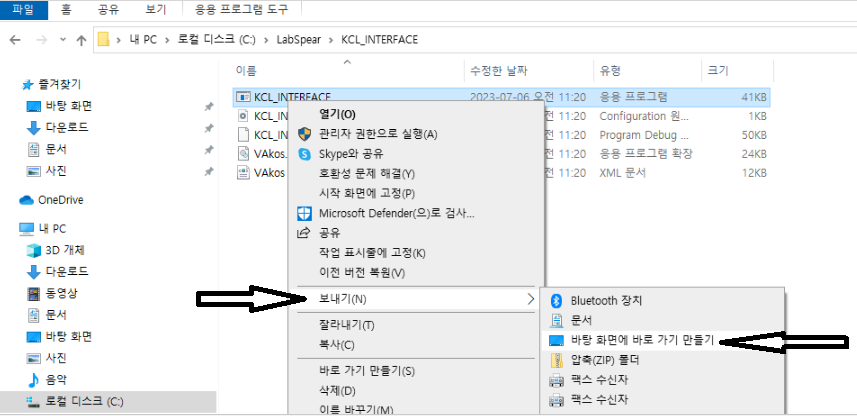 파일 홈 공유 보기 응용 프로그램 도구
내 PC > 로컬 디스크 (C:) > LabSpear > KCL_INTERFACE
이름 수정한 날짜 유형 크기
즐겨찾기
바탕 화면
다운로드
문서
사진
OneDrive
내 PC
3D 개체
다운로드
동영상
문서
바탕 화면
사진
음악
로컬 디스크 (C:)
KCL_INTERFACE 2023-07-06 오전 11:20 응용 프로그램 41KB
KCL_IN 전 11:20 Configuration 원... 1KB
KCL_IN 전 11:20 Program Debug ... 50KB
VAkos. 전 11:20 응용 프로그램 확장 24KB
VAkos 전 11:20 XML 문서 12KB
열기(O)
관리자 권한으로 실행(A)
Skype와 공유
호환성 문제 해결(Y)
시작 화면에 고정(P)
Microsoft Defender(으)로 검사...
공유
작업 표시줄에 고정(K)
이전 버전 복원(V)
보내기(N)
잘라내기(T)
복사(C)
바로 가기 만들기(S)
삭제(D)
이름 바꾸기(M)
Bluetooth 장치
문서
바탕 화면에 바로 가기 만들기
압축(ZIP) 폴더
팩스 수신자
팩스 수신자